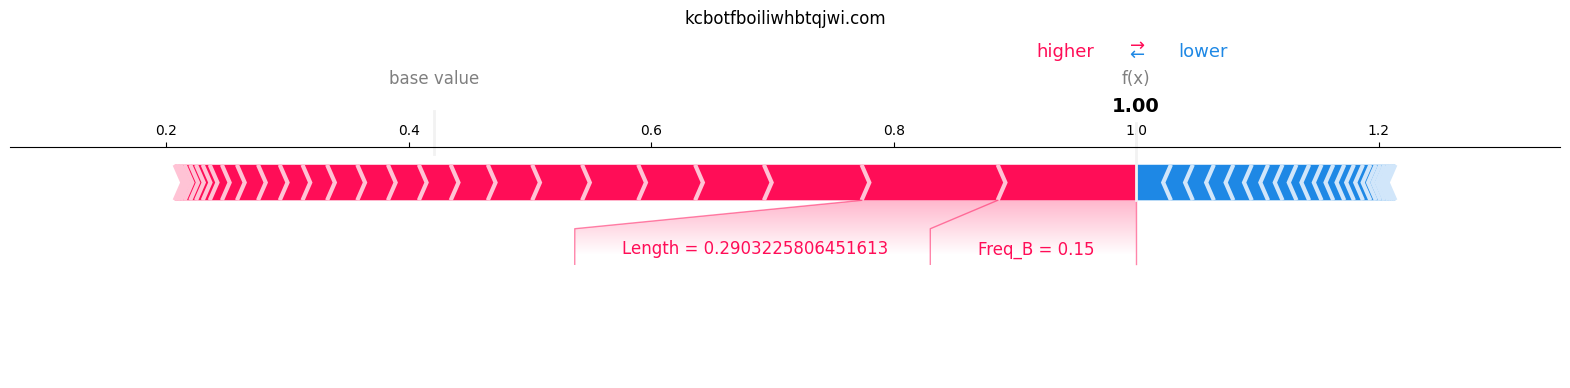 kcbotfboiliwhbtqjwi.com
higher ⇄ lower
base value f(x)
1.00
0.2 0.4 0.6 0.8 1 0 1.2
Length = 0.2903225806451613 Freq_B = 0.15